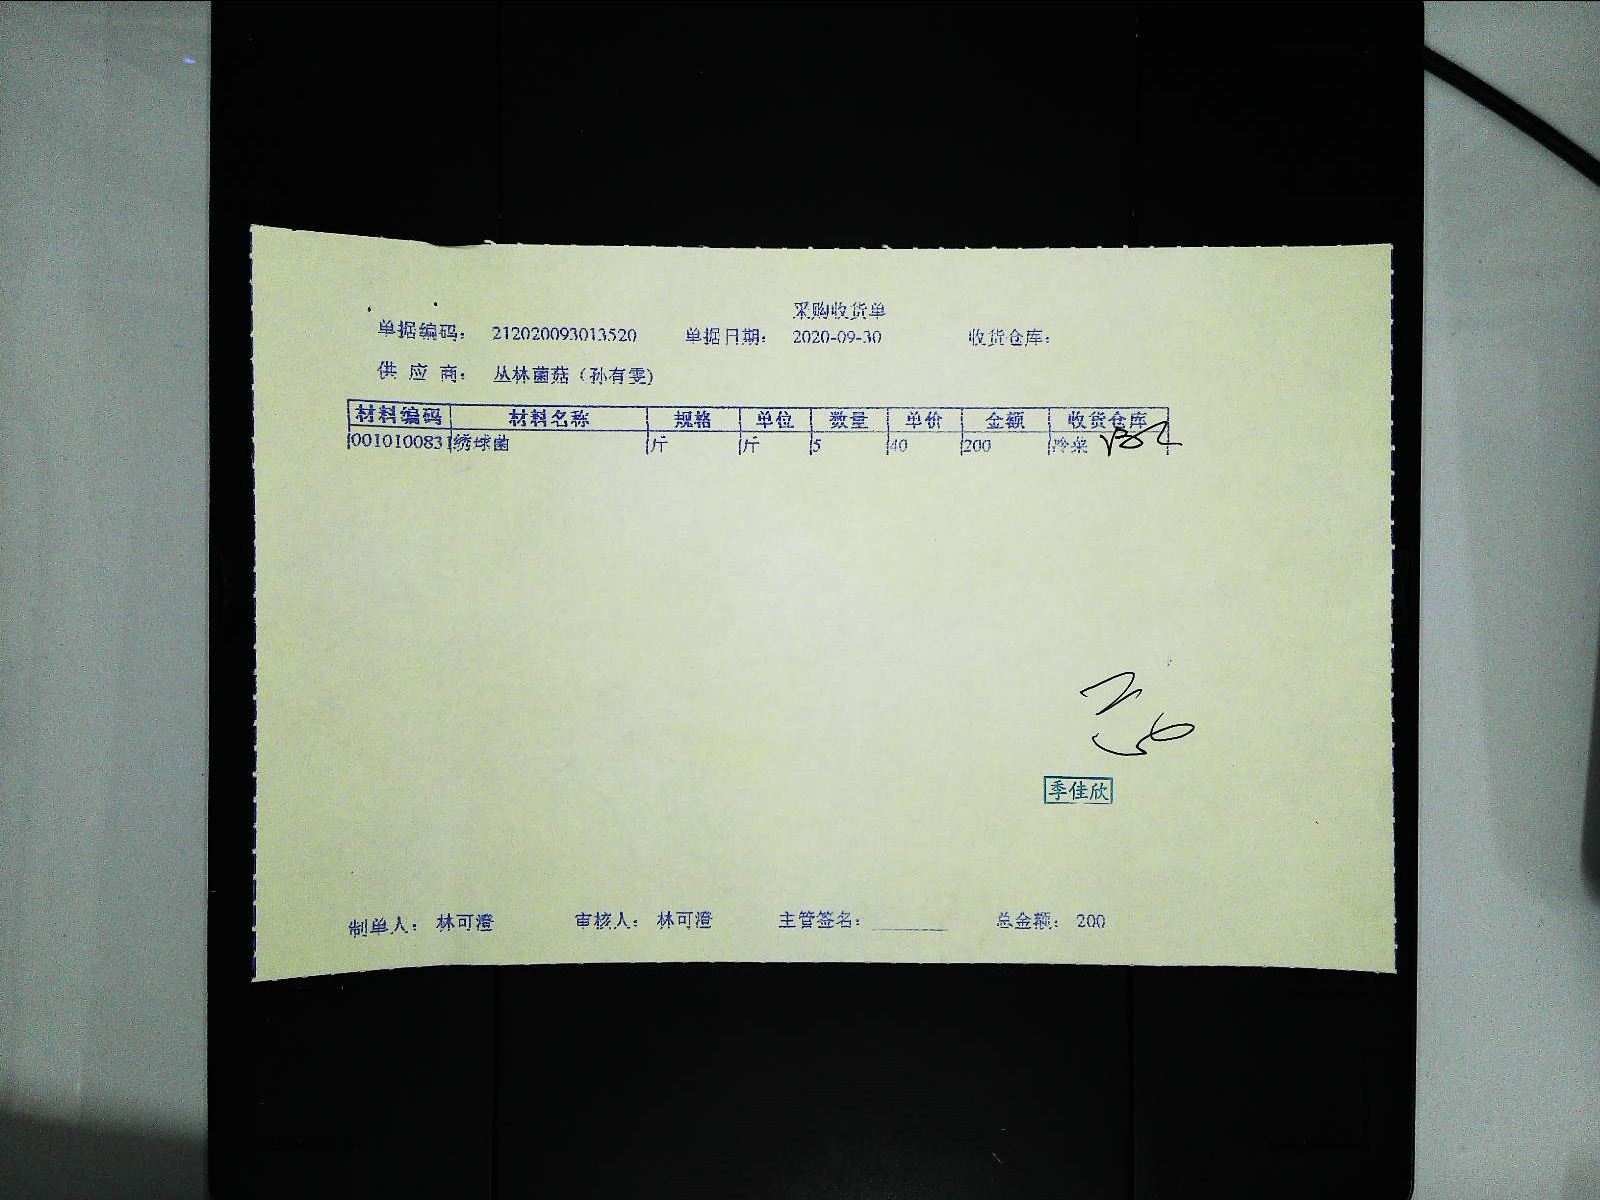 采购收货单
单据编码: 212020093013520 单据日期: 2020-09-30 收货仓库:
供 应 商: 丛林菌菇(孙有雯)
材料编码 材料名称 规格 单位 数量 单价 金额 收货仓库
0010100831 绣球菌 斤 斤 5 40 200 冷菜
季佳欣
制单人: 林可澄 审核人: 林可澄 主管签名: 总金额: 200